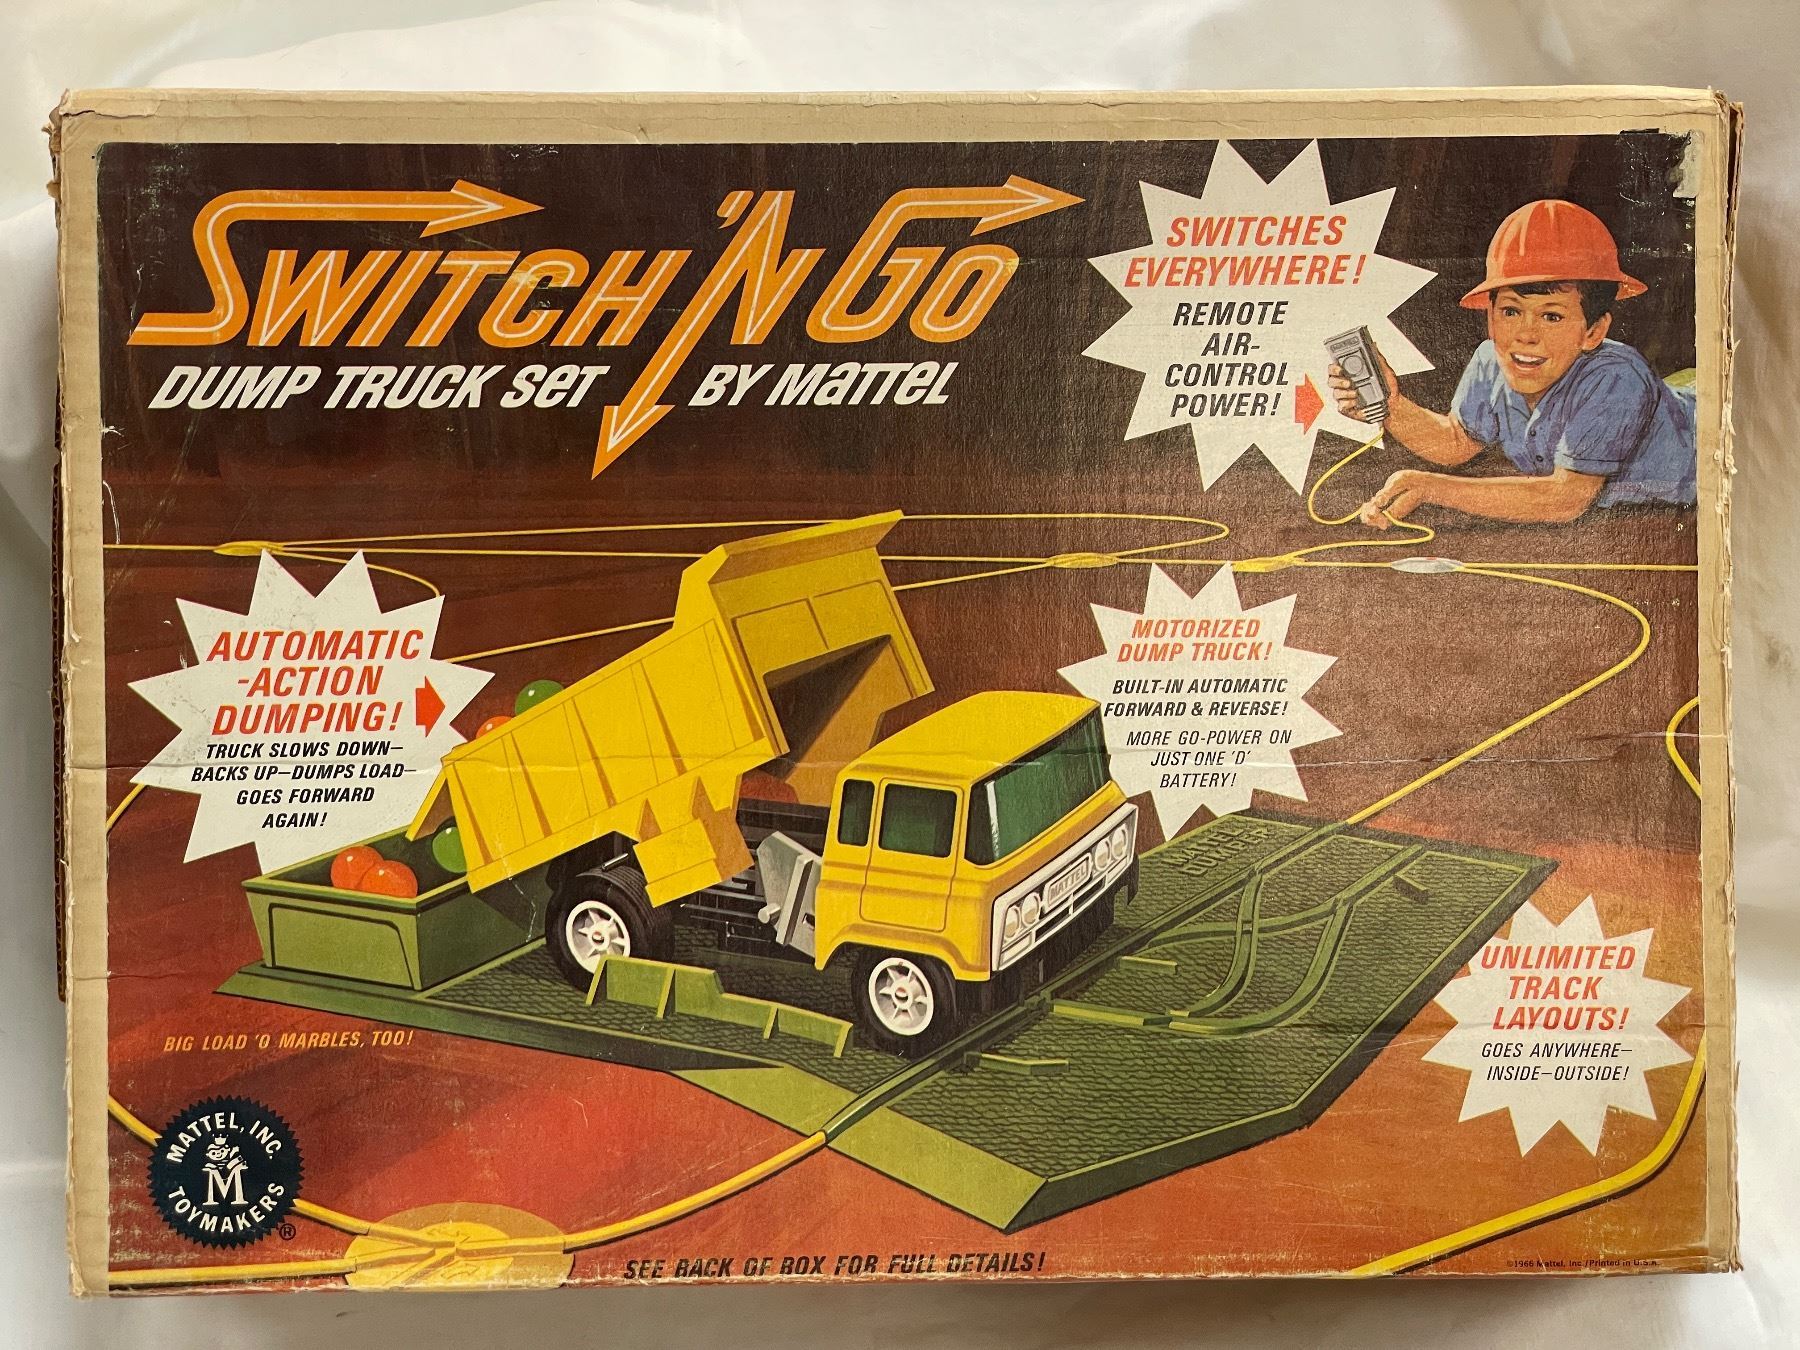 SWITCH 'N GO
DUMP TRUCK SET BY MATTEL
SWITCHES
EVERYWHERE!
REMOTE
AIR-
CONTROL
POWER!
AUTOMATIC
-ACTION
DUMPING!
TRUCK SLOWS DOWN—
BACKS UP—DUMPS LOAD—
GOES FORWARD
AGAIN!
MOTORIZED
DUMP TRUCK!
BUILT-IN AUTOMATIC
FORWARD & REVERSE!
MORE GO-POWER ON
JUST ONE 'D'
BATTERY!
MATTEL
DUMPER
MATTEL
UNLIMITED
TRACK
LAYOUTS!
GOES ANYWHERE—
INSIDE—OUTSIDE!
BIG LOAD 'O MARBLES, TOO!
MATTEL, INC.
M
TOYMAKERS
®
SEE BACK OF BOX FOR FULL DETAILS!
©1966 Mattel, Inc./Printed in U.S.A.